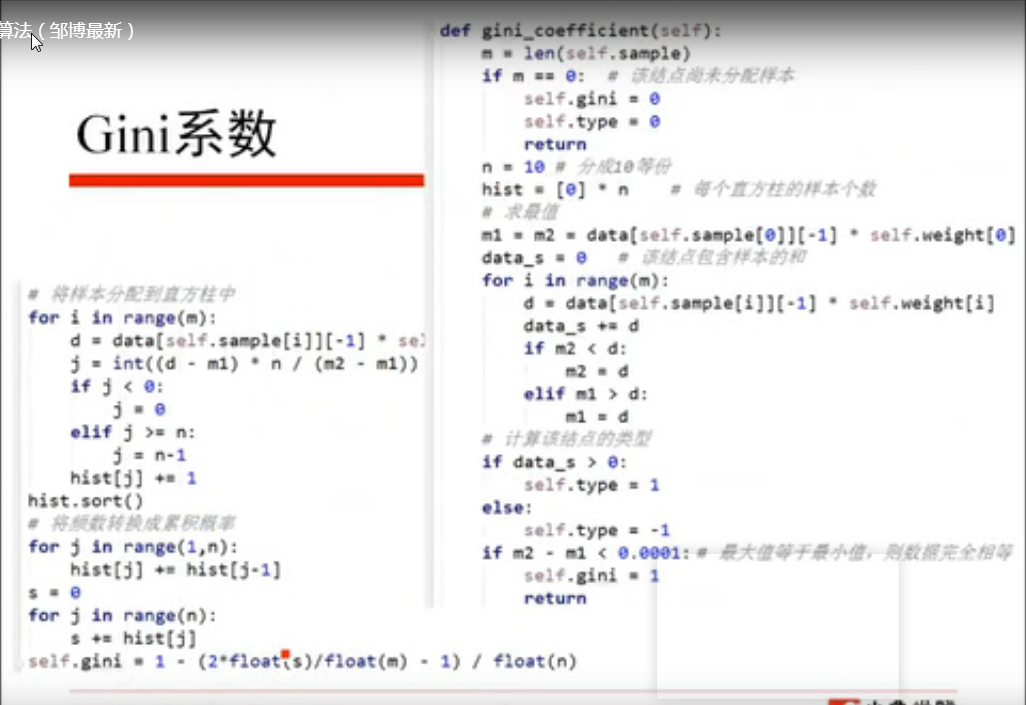 算法（邹博最新）
Gini系数
def gini_coefficient(self):
m = len(self.sample)
if m == 0: # 该结点尚未分配样本
self.gini = 0
self.type = 0
return
n = 10 # 分成10等份
hist = [0] * n # 每个直方柱的样本个数
# 求最值
m1 = m2 = data[self.sample[0]][-1] * self.weight[0]
data_s = 0 # 该结点包含样本的和
for i in range(m):
d = data[self.sample[i]][-1] * self.weight[i]
data_s += d
if m2 < d:
m2 = d
elif m1 > d:
m1 = d
# 计算该结点的类型
if data_s > 0:
self.type = 1
else:
self.type = -1
if m2 - m1 < 0.0001: # 最大值等于最小值，则数据完全相等
self.gini = 1
return
# 将样本分配到直方柱中
for i in range(m):
d = data[self.sample[i]][-1] * sel
j = int((d - m1) * n / (m2 - m1))
if j < 0:
j = 0
elif j >= n:
j = n-1
hist[j] += 1
hist.sort()
# 将频数转换成累积概率
for j in range(1,n):
hist[j] += hist[j-1]
s = 0
for j in range(n):
s += hist[j]
self.gini = 1 - (2*float(s)/float(m) - 1) / float(n)